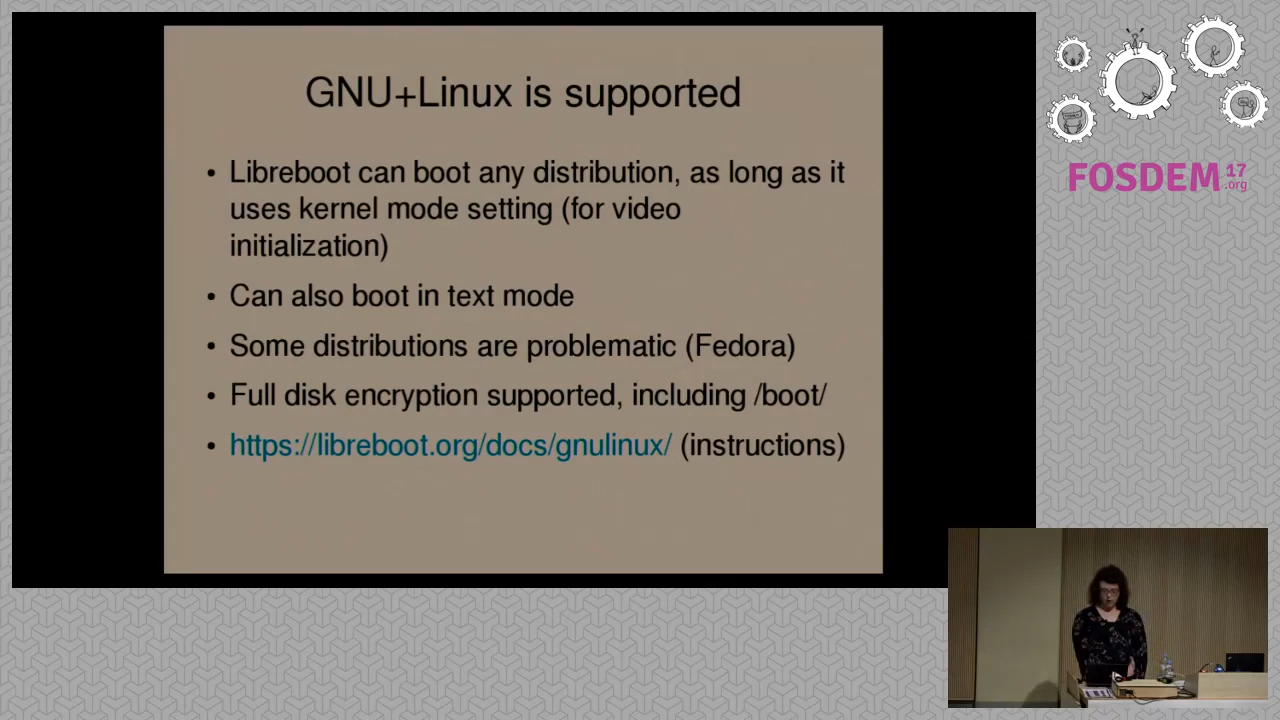 GNU+Linux is supported
• Libreboot can boot any distribution, as long as it
uses kernel mode setting (for video
initialization)
• Can also boot in text mode
• Some distributions are problematic (Fedora)
• Full disk encryption supported, including /boot/
• https://libreboot.org/docs/gnulinux/ (instructions)
FOSDEM 17
.org